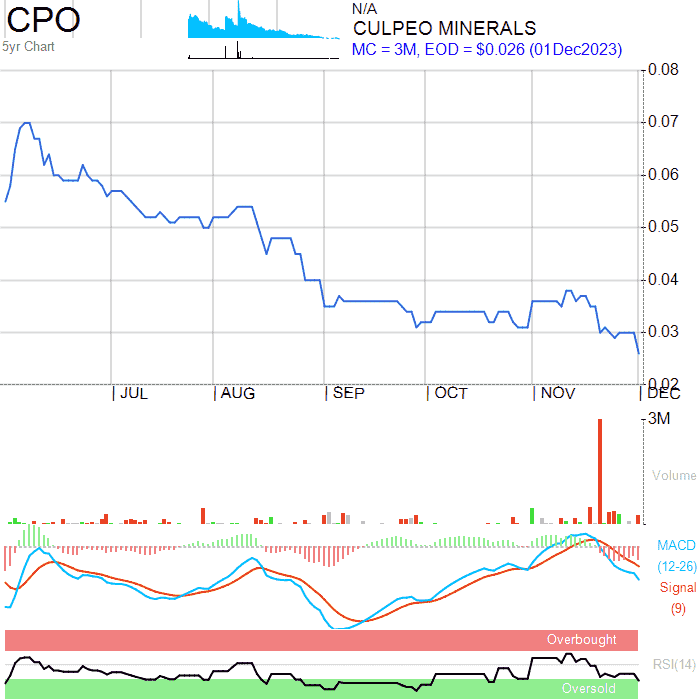 CPO
5yr Chart
N/A
CULPEO MINERALS
MC = 3M, EOD = $0.026 (01Dec2023)
0.08
0.07
0.06
0.05
0.04
0.03
0.02
JUL
AUG
SEP
OCT
NOV
DEC
3M
Volume
MACD
(12-26)
Signal
(9)
Overbought
RSI(14)
Oversold